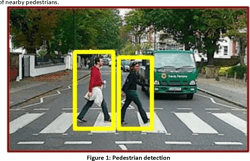 of nearby pedestrians.
Figure 1: Pedestrian detection